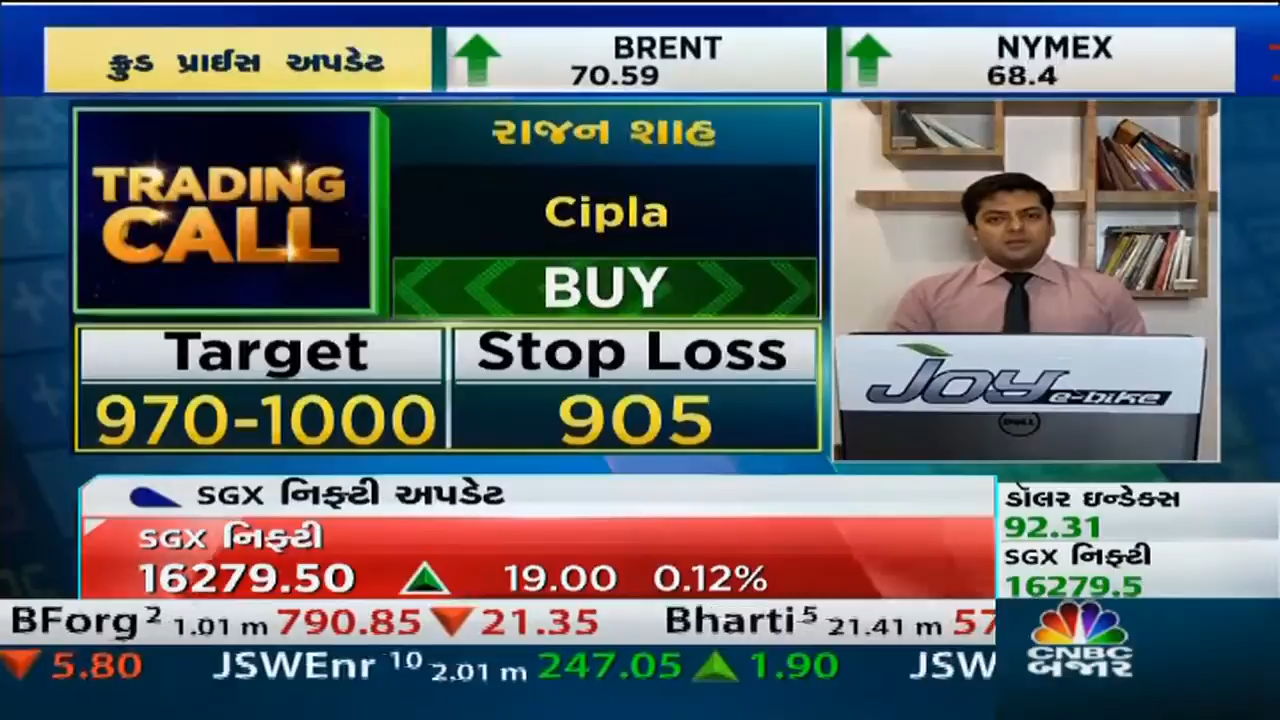 ક્રુડ પ્રાઈસ અપડેટ
BRENT
70.59
NYMEX
68.4
TRADING
CALL
રાજન શાહ
Cipla
BUY
Target
Stop Loss
970-1000
905
Joy e-bike
DELL
SGX નિફ્ટી અપડેટ
SGX નિફ્ટી
16279.50 19.00 0.12%
ડૉલર ઇન્ડેક્સ
92.31
SGX નિફ્ટી
16279.5
BForg 2 1.01 m 790.85 21.35 Bharti 5 21.41 m 57
5.80 JSWEnr 10 2.01 m 247.05 1.90 JSW
CNBC
બજાર